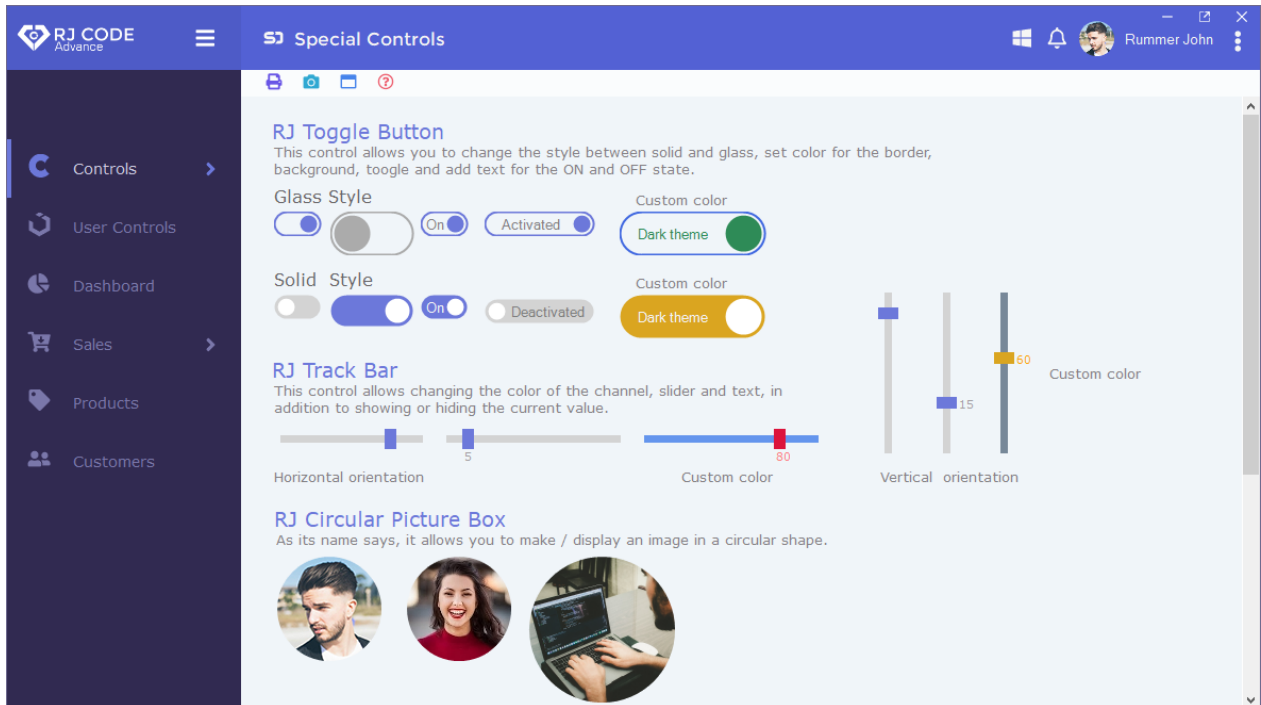 RJ CODE
Advance
SJ Special Controls
Rummer John
Controls
User Controls
Dashboard
Sales
Products
Customers
RJ Toggle Button
This control allows you to change the style between solid and glass, set color for the border,
background, toogle and add text for the ON and OFF state.
Glass Style
Custom color
On
Activated
Dark theme
Solid Style
Custom color
On
Deactivated
Dark theme
RJ Track Bar
This control allows changing the color of the channel, slider and text, in
addition to showing or hiding the current value.
5
80
Horizontal orientation
Custom color
60
15
Custom color
Vertical orientation
RJ Circular Picture Box
As its name says, it allows you to make / display an image in a circular shape.